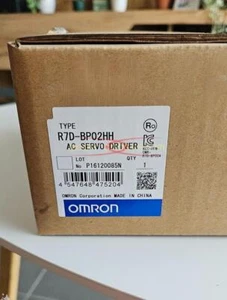 TYPE
R7D-BP02HH
AC SERVO DRIVER
LOT
No P16120085N
QTY
1
4 547648 475204
OMRON Corporation MADE IN CHINA
OMRON